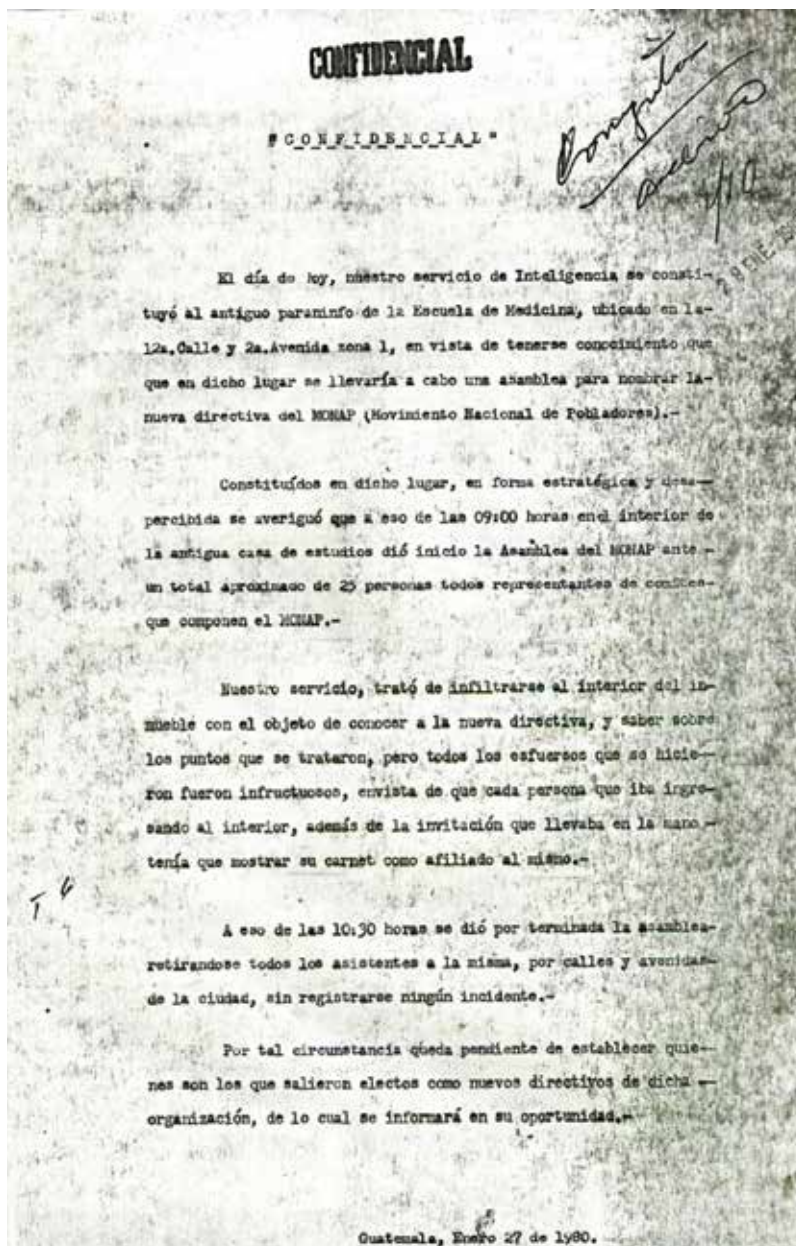 CONFIDENCIAL
"CONFIDENCIAL"
28 ENE
El día de hoy, nuestro servicio de Inteligencia se consti-
tuyó al antiguo paraninfo de la Escuela de Medicina, ubicado en la-
12a.Calle y 2a.Avenida zona 1, en vista de tenerse conocimiento que
que en dicho lugar se llevaría a cabo una asamblea para nombrar la-
nueva directiva del MONAP (Movimiento Nacional de Pobladores).-
Constituídos en dicho lugar, en forma estratégica y desa-
percibida se averiguó que a eso de las 09:00 horas en el interior de
la antigua casa de estudios dió inicio la Asamblea del MONAP ante -
un total aproximado de 25 personas todos representantes de comites-
que componen el MONAP.-
Nuestro servicio, trató de infiltrarse al interior del in-
mueble con el objeto de conocer a la nueva directiva, y saber sobre
los puntos que se trataron, pero todos los esfuersos que se hicie-
ron fueron infructuosos, envista de que cada persona que iba ingre-
sando al interior, además de la invitación que llevaba en la mano -
tenía que mostrar su carnet como afiliado al mismo.-
A eso de las 10:30 horas se dió por terminada la asamblea-
retirandose todos los asistentes a la misma, por calles y avenidas-
de la ciudad, sin registrarse ningún incidente.-
Por tal circunstancia queda pendiente de establecer quie-
nes son los que salieron electos como nuevos directivos de dicha -
organización, de lo cual se informará en su oportunidad.-
Guatemala, Enero 27 de 1980.